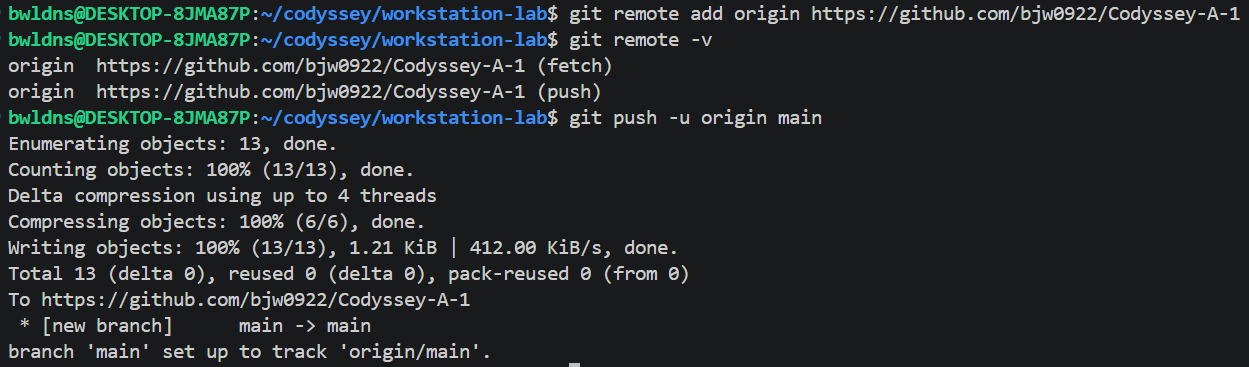 bwldns@DESKTOP-8JMA87P:~/codyssey/workstation-lab$ git remote add origin https://github.com/bjw0922/Codyssey-A-1
bwldns@DESKTOP-8JMA87P:~/codyssey/workstation-lab$ git remote -v
origin  https://github.com/bjw0922/Codyssey-A-1 (fetch)
origin  https://github.com/bjw0922/Codyssey-A-1 (push)
bwldns@DESKTOP-8JMA87P:~/codyssey/workstation-lab$ git push -u origin main
Enumerating objects: 13, done.
Counting objects: 100% (13/13), done.
Delta compression using up to 4 threads
Compressing objects: 100% (6/6), done.
Writing objects: 100% (13/13), 1.21 KiB | 412.00 KiB/s, done.
Total 13 (delta 0), reused 0 (delta 0), pack-reused 0 (from 0)
To https://github.com/bjw0922/Codyssey-A-1
 * [new branch]      main -> main
branch 'main' set up to track 'origin/main'.